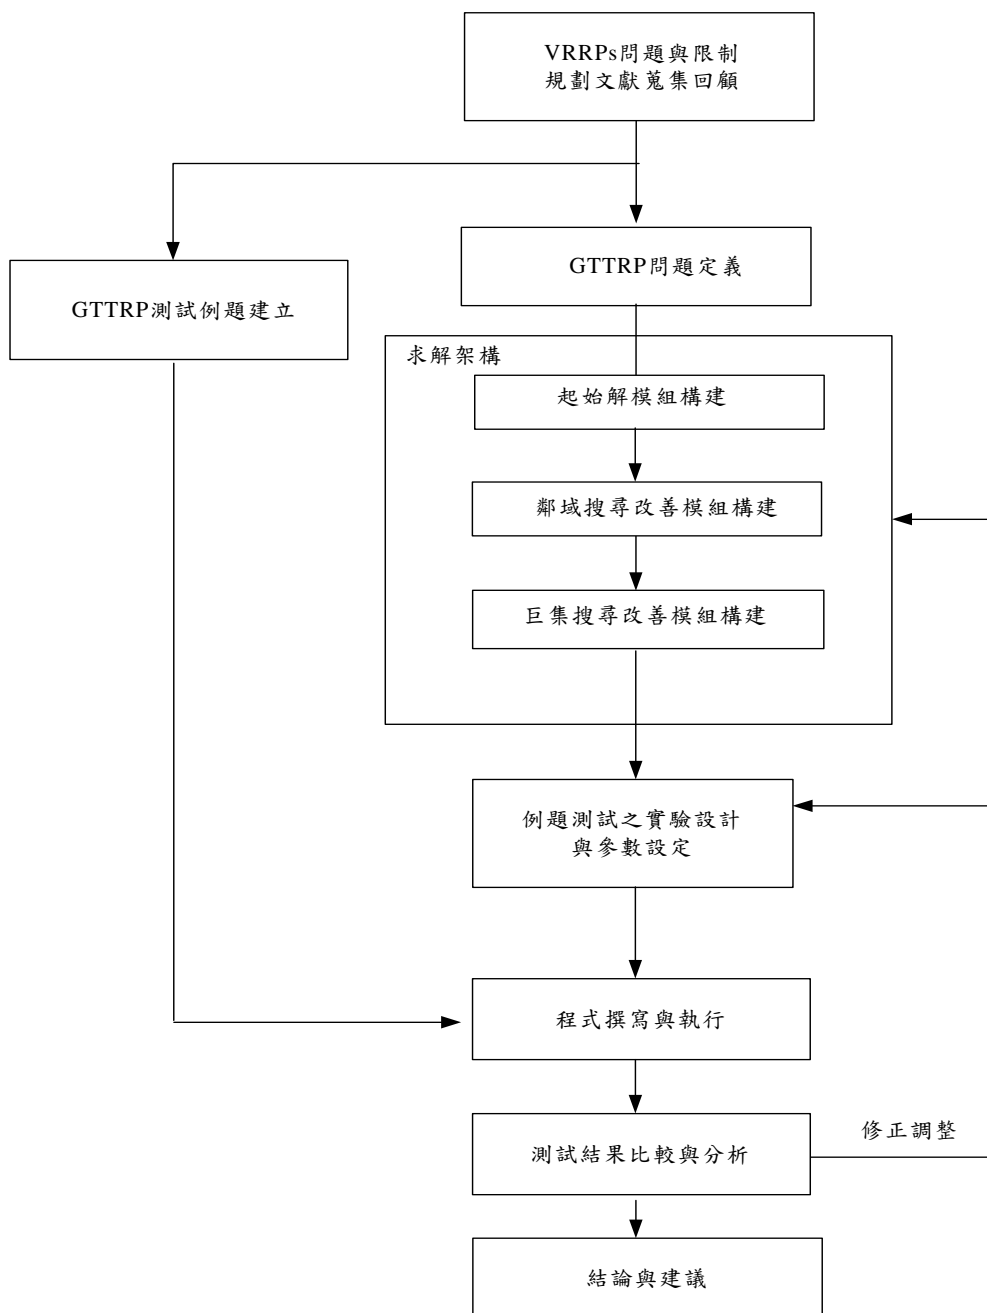 VRRPs問題與限制
規劃文獻蒐集回顧
GTTRP問題定義
GTTRP測試例題建立
求解架構
起始解模組構建
鄰域搜尋改善模組構建
巨集搜尋改善模組構建
例題測試之實驗設計
與參數設定
程式撰寫與執行
測試結果比較與分析
修正調整
結論與建議